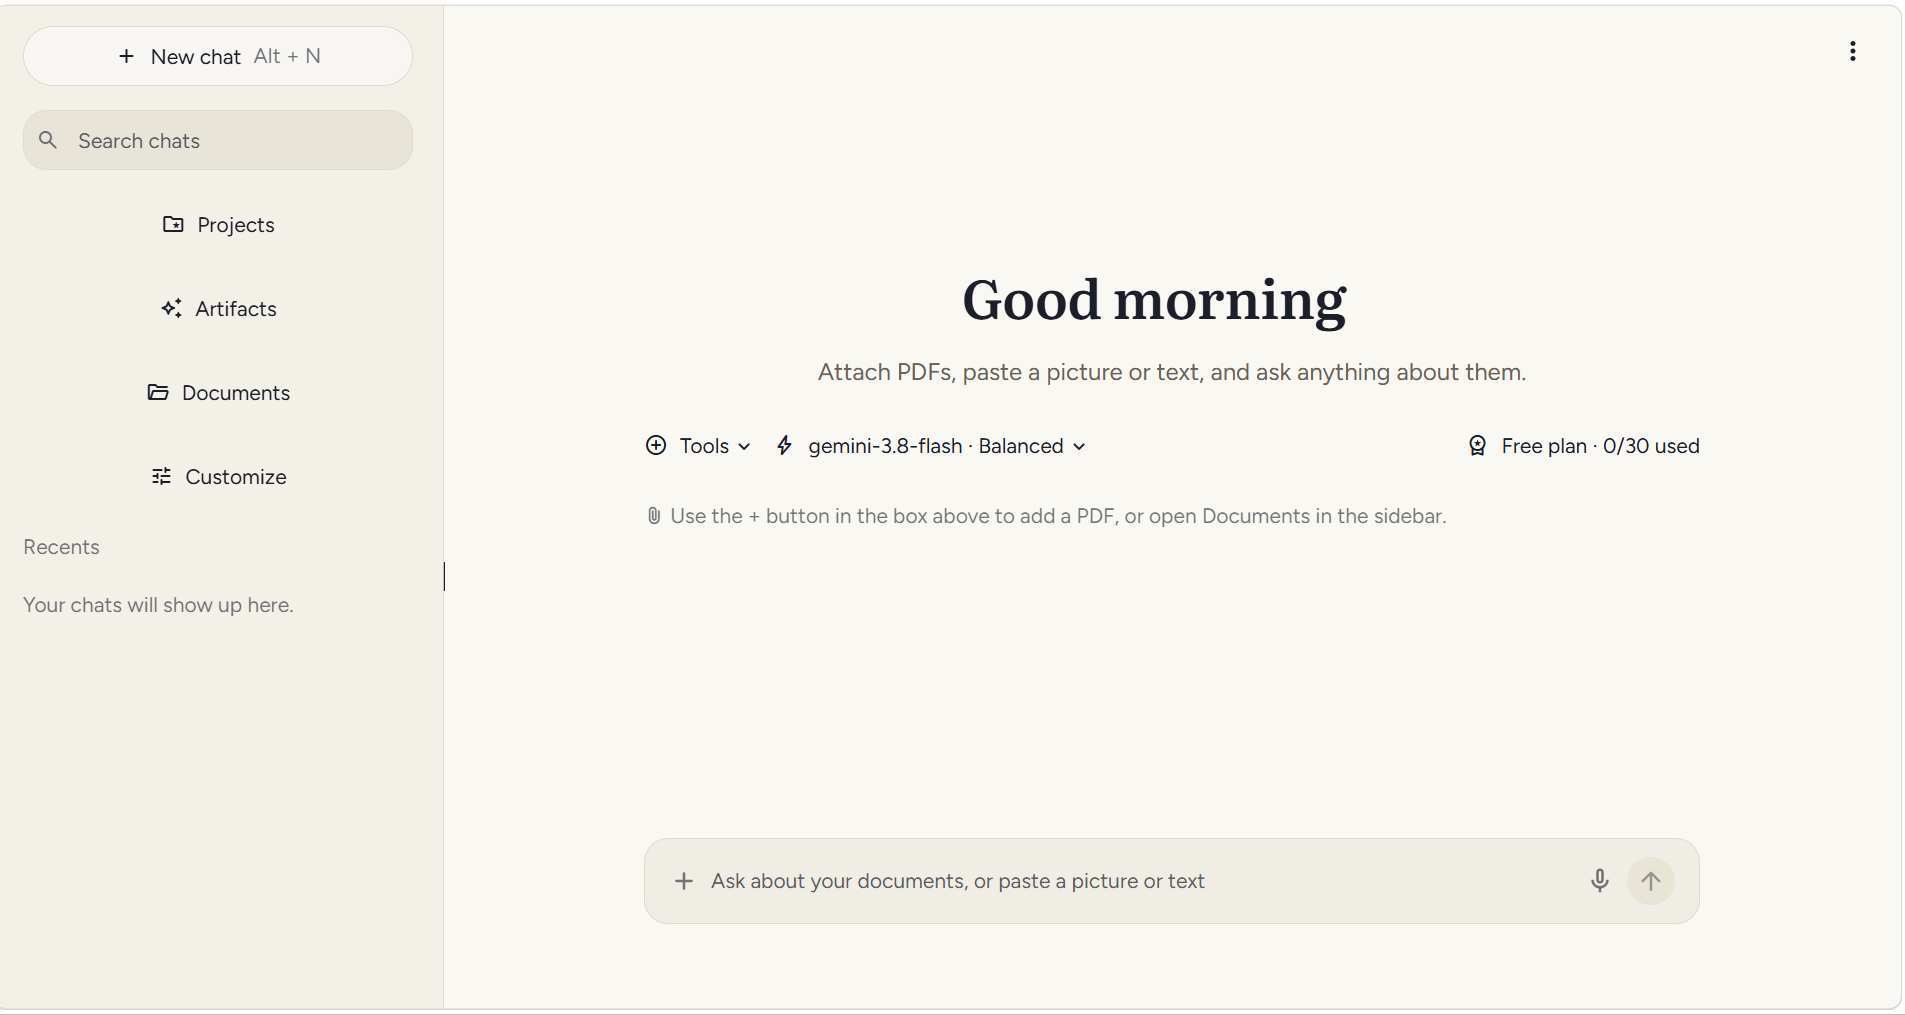 New chat Alt + N
Search chats
Projects
Artifacts
Documents
Customize
Recents
Your chats will show up here.
Good morning
Attach PDFs, paste a picture or text, and ask anything about them.
Tools gemini-3.8-flash · Balanced Free plan · 0/30 used
Use the + button in the box above to add a PDF, or open Documents in the sidebar.
Ask about your documents, or paste a picture or text